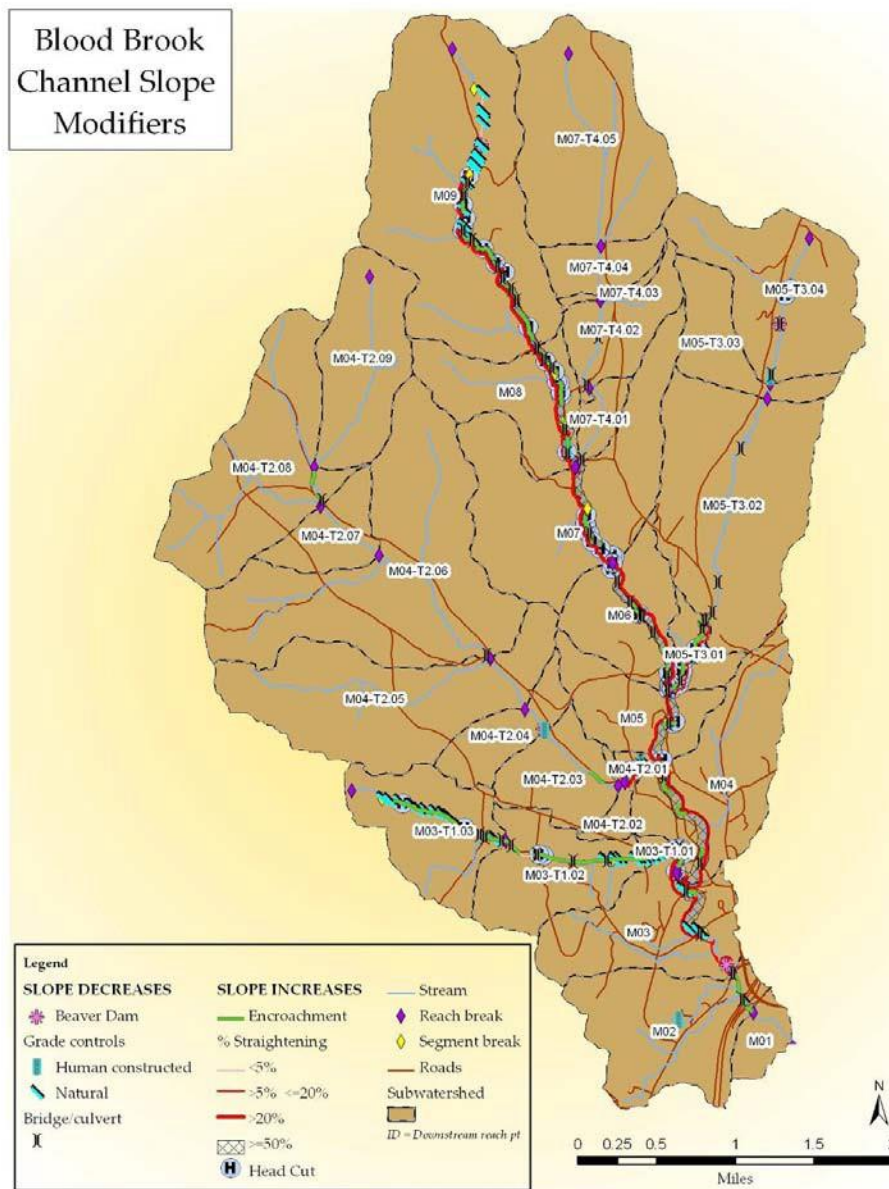 Blood Brook
Channel Slope
Modifiers
M07-T4.05
M09
M07-T4.04
M05-T3.04
M07-T4.03
M07-T4.02
M05-T3.03
M04-T2.09
M08
M07-T4.01
M04-T2.08
M05-T3.02
M04-T2.07
M07
M04-T2.06
M06
M05-T3.01
M04-T2.05
M05
M04-T2.04
M04-T2.01
M04-T2.03
M04
M04-T2.02
M03-T1.03
M03-T1.01
M03-T1.02
M03
M02
M01
Legend
SLOPE DECREASES
Beaver Dam
Grade controls
Human constructed
Natural
Bridge/culvert
SLOPE INCREASES
Encroachment
% Straightening
<5%
>5% <=20%
>20%
>=50%
H Head Cut
Stream
Reach break
Segment break
Roads
Subwatershed
ID = Downstream reach pt
N
0 0.25 0.5 1 1.5
Miles